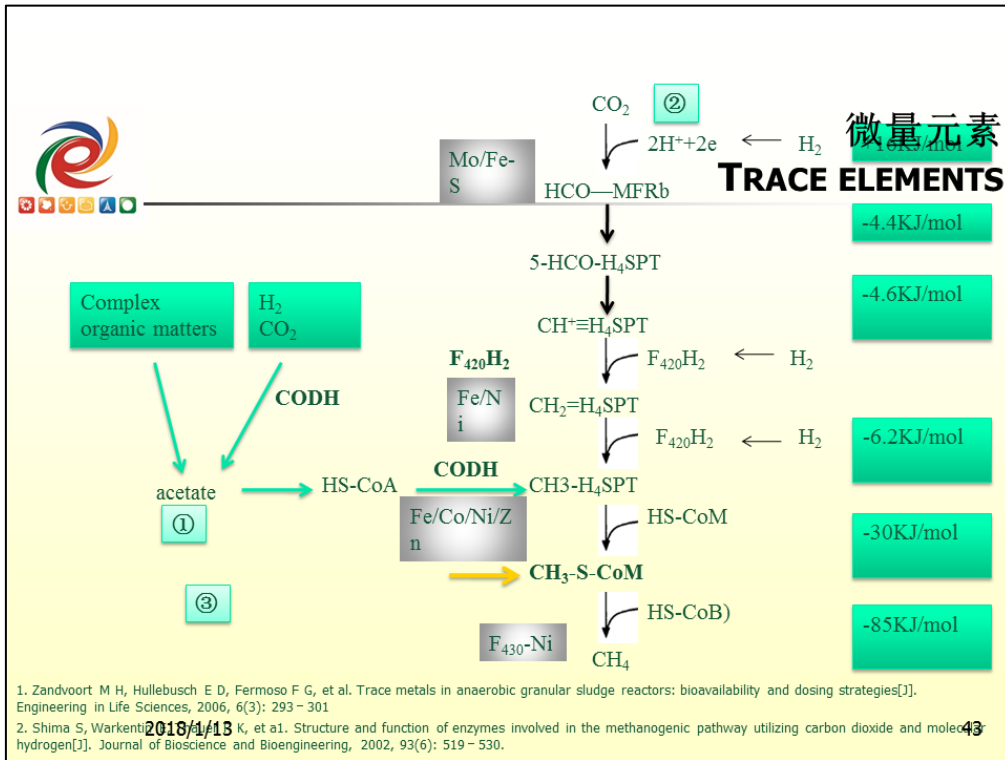 微量元素
TRACE ELEMENTS
CO₂
②
2H⁺+2e
H₂
Mo/Fe-
S
HCO—MFRb
-4.4KJ/mol
5-HCO-H₄SPT
-4.6KJ/mol
Complex
organic matters
H₂
CO₂
CH⁺≡H₄SPT
F₄₂₀H₂
F₄₂₀H₂
H₂
CODH
Fe/N
i
CH₂=H₄SPT
F₄₂₀H₂
H₂
-6.2KJ/mol
acetate
①
HS-CoA
CODH
CH3-H₄SPT
Fe/Co/Ni/Z
n
HS-CoM
-30KJ/mol
③
CH₃-S-CoM
HS-CoB)
-85KJ/mol
F₄₃₀-Ni
CH₄
1. Zandvoort M H, Hullebusch E D, Fermoso F G, et al. Trace metals in anaerobic granular sludge reactors: bioavailability and dosing strategies[J].
Engineering in Life Sciences, 2006, 6(3): 293–301
2. Shima S, Warkentin K, et a1. Structure and function of enzymes involved in the methanogenic pathway utilizing carbon dioxide and molecular
hydrogen[J]. Journal of Bioscience and Bioengineering, 2002, 93(6): 519–530.
2018/1/13
43